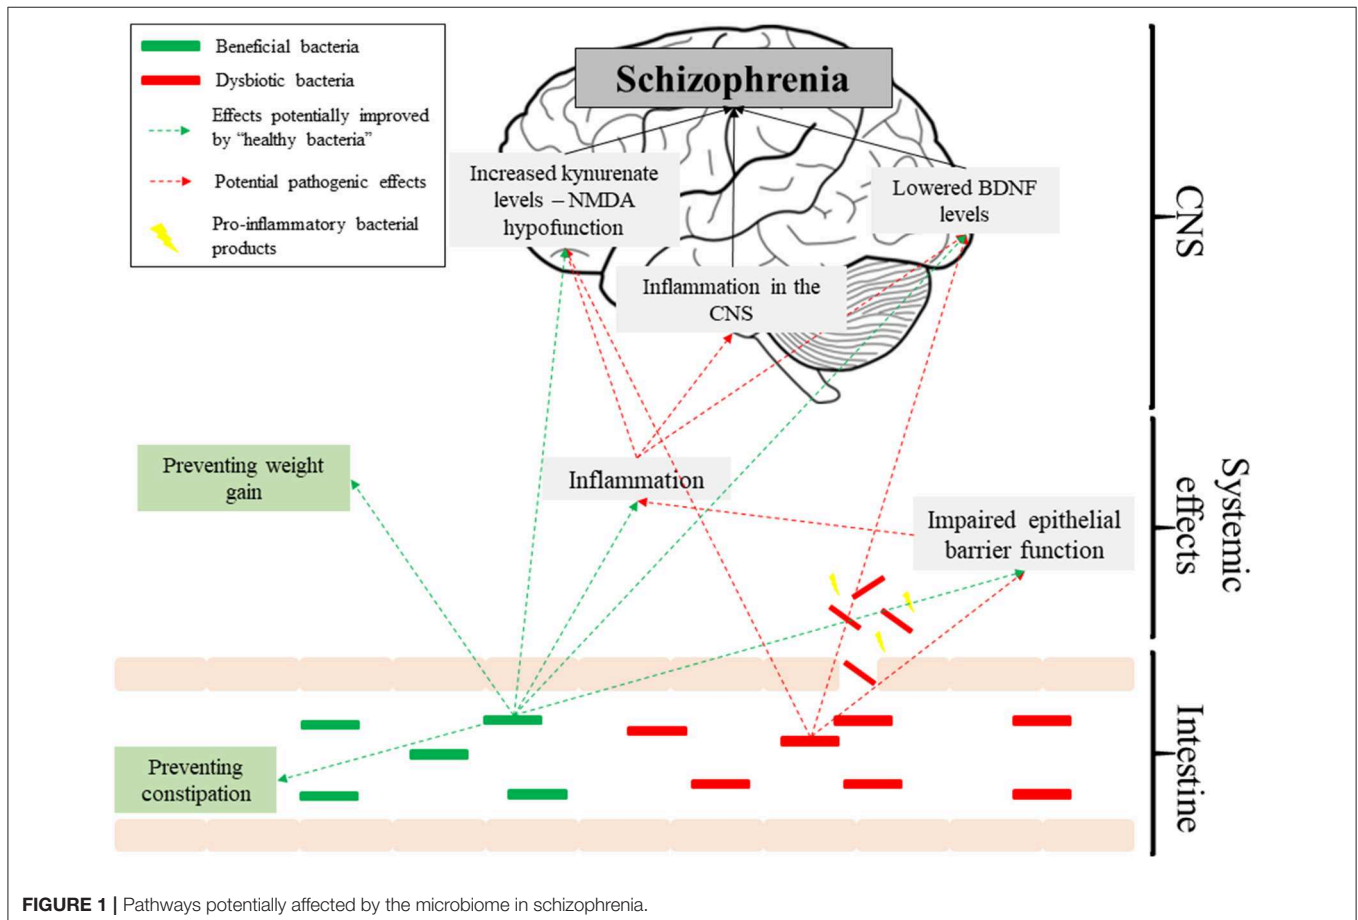 Beneficial bacteria
Dysbiotic bacteria
Effects potentially improved
by “healthy bacteria”
Potential pathogenic effects
Pro-inflammatory bacterial
products
Schizophrenia
Increased kynurenate
levels – NMDA
hypofunction
Lowered BDNF
levels
Inflammation in the
CNS
CNS
Preventing weight
gain
Inflammation
Impaired epithelial
barrier function
Systemic
effects
Preventing
constipation
Intestine
FIGURE 1 | Pathways potentially affected by the microbiome in schizophrenia.